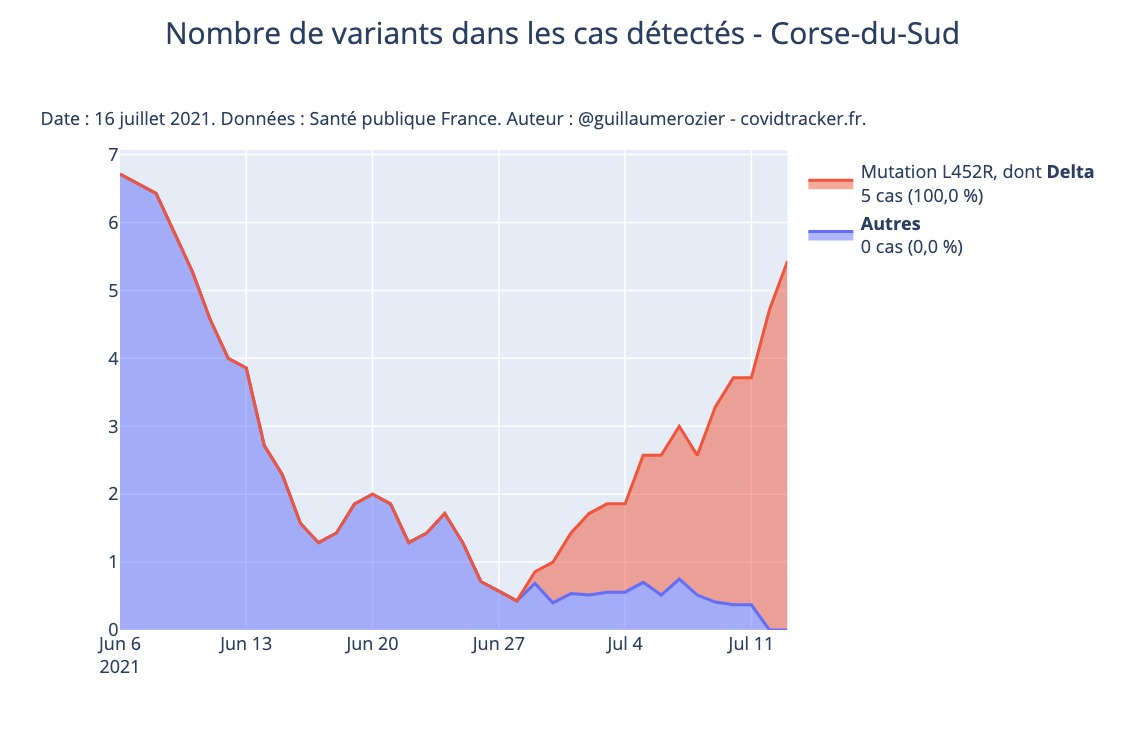 Nombre de variants dans les cas détectés - Corse-du-Sud
Date : 16 juillet 2021. Données : Santé publique France. Auteur : @guillaumerozier - covidtracker.fr.
7
6
5
4
3
2
1
0
Jun 6
2021
Jun 13
Jun 20
Jun 27
Jul 4
Jul 11
Mutation L452R, dont Delta
5 cas (100,0 %)
Autres
0 cas (0,0 %)